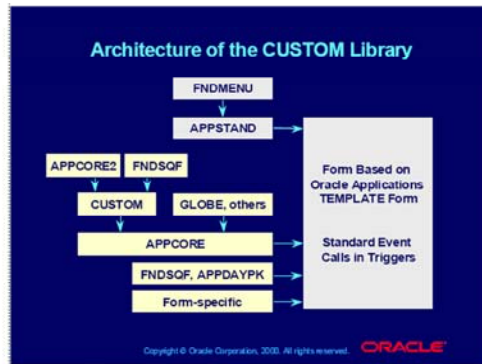 Architecture of the CUSTOM Library
FNDMENU
APPSTAND
APPCORE2
FNDSQF
Form Based on
Oracle Applications
TEMPLATE Form
CUSTOM
GLOBE, others
APPCORE
Standard Event
Calls in Triggers
FNDSQF, APPDAYPK
Form-specific
Copyright © Oracle Corporation, 2000. All rights reserved.
ORACLE